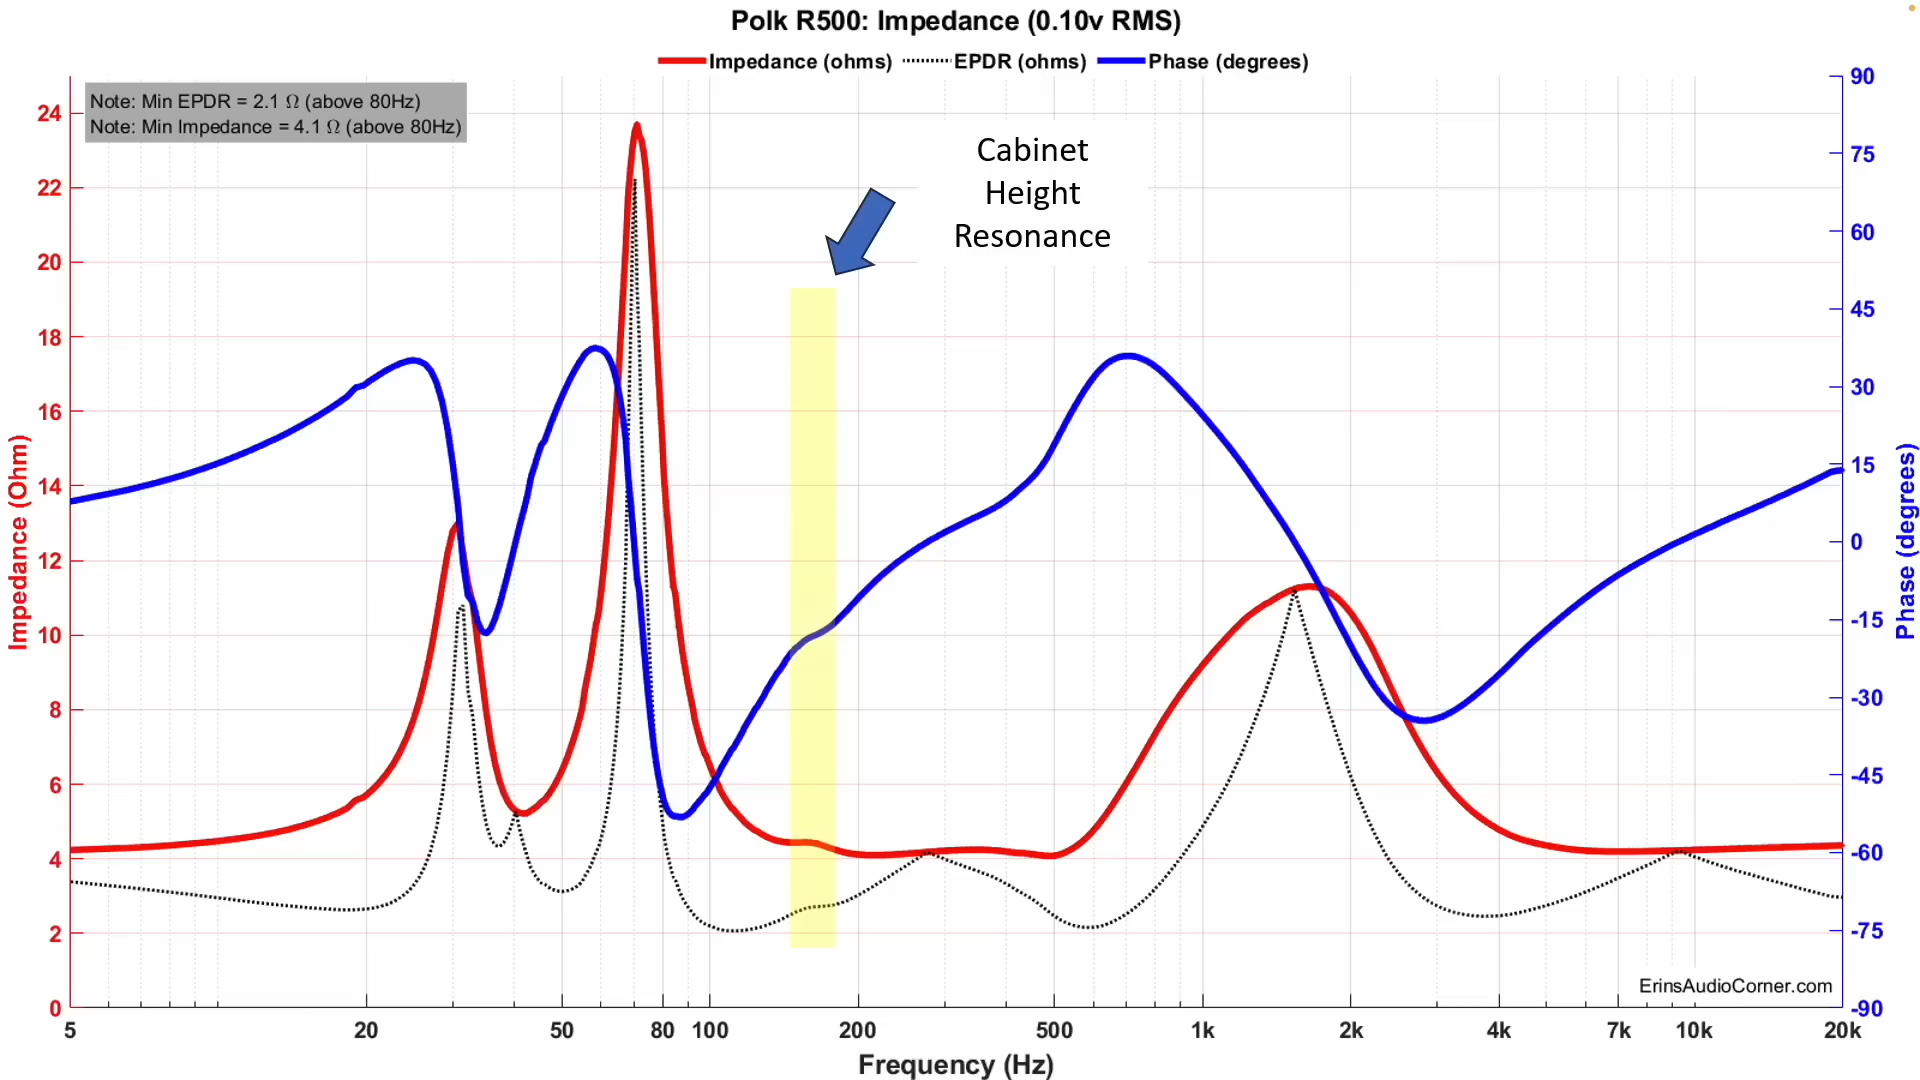 Polk R500: Impedance (0.10v RMS)
Impedance (ohms) EPDR (ohms) Phase (degrees)
Note: Min EPDR = 2.1 Ω (above 80Hz)
Note: Min Impedance = 4.1 Ω (above 80Hz)
Cabinet
Height
Resonance
Impedance (Ohm)
24
22
20
18
16
14
12
10
8
6
4
2
0
90
75
60
45
30
15
0
-15
-30
-45
-60
-75
-90
Phase (degrees)
ErinsAudioCorner.com
5 20 50 80 100 200 500 1k 2k 4k 7k 10k 20k
Frequency (Hz)